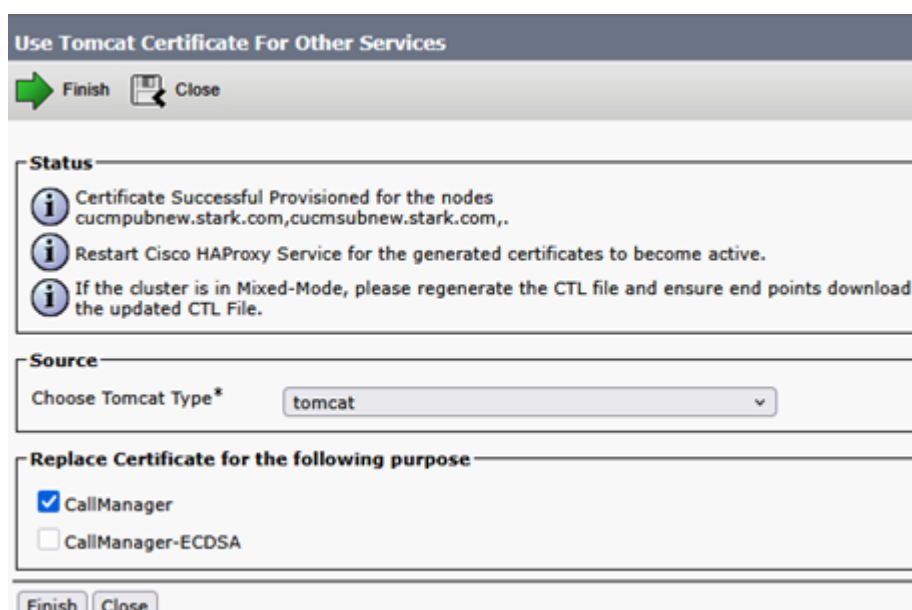 Use Tomcat Certificate For Other Services
Finish Close
Status
Certificate Successful Provisioned for the nodes
cucmpubnew.stark.com,cucmsubnew.stark.com,.
Restart Cisco HAProxy Service for the generated certificates to become active.
If the cluster is in Mixed-Mode, please regenerate the CTL file and ensure end points download
the updated CTL File.
Source
Choose Tomcat Type* tomcat
Replace Certificate for the following purpose
CallManager
CallManager-ECDSA
Finish Close